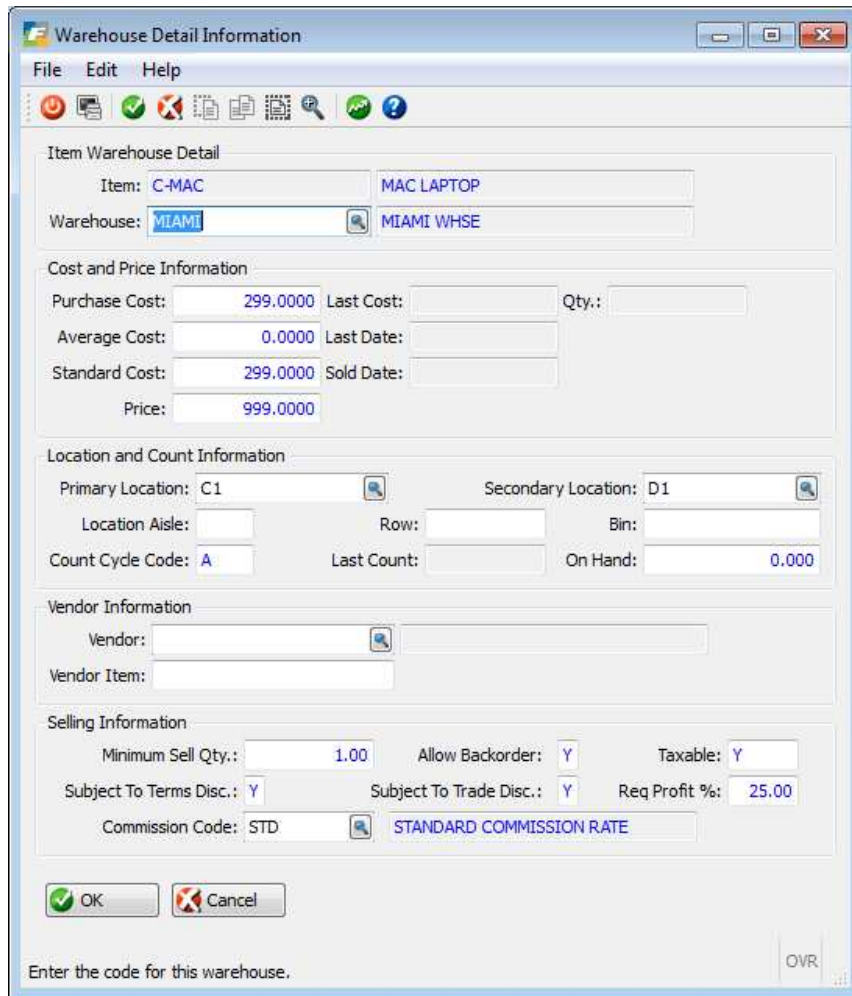 Warehouse Detail Information
File Edit Help
Item Warehouse Detail
Item: C-MAC MAC LAPTOP
Warehouse: MIAMI MIAMI WHSE
Cost and Price Information
Purchase Cost: 299.0000 Last Cost: Qty.:
Average Cost: 0.0000 Last Date:
Standard Cost: 299.0000 Sold Date:
Price: 999.0000
Location and Count Information
Primary Location: C1 Secondary Location: D1
Location Aisle: Row: Bin:
Count Cycle Code: A Last Count: On Hand: 0.000
Vendor Information
Vendor:
Vendor Item:
Selling Information
Minimum Sell Qty.: 1.00 Allow Backorder: Y Taxable: Y
Subject To Terms Disc.: Y Subject To Trade Disc.: Y Req Profit %: 25.00
Commission Code: STD STANDARD COMMISSION RATE
OK Cancel
Enter the code for this warehouse. OVR